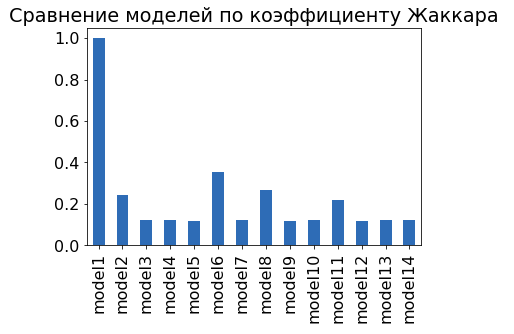 Сравнение моделей по коэффициенту Жаккара
1.0
0.8
0.6
0.4
0.2
0.0
model1
model2
model3
model4
model5
model6
model7
model8
model9
model10
model11
model12
model13
model14